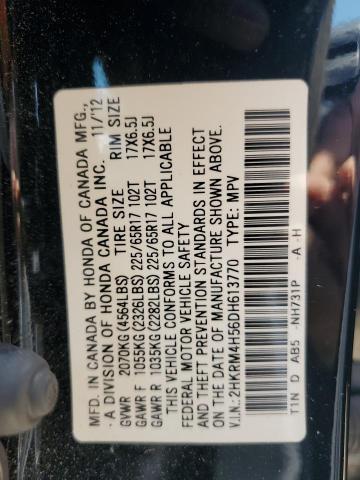 MFD. IN CANADA BY HONDA OF CANADA MFG.,
A DIVISION OF HONDA CANADA INC. 11/'12
GVWR 2070KG (4564LBS) TIRE SIZE RIM SIZE
GAWR F 1055KG (2326LBS) 225/65R17 102T 17X6.5J
GAWR R 1035KG (2282LBS) 225/65R17 102T 17X6.5J
THIS VEHICLE CONFORMS TO ALL APPLICABLE
FEDERAL MOTOR VEHICLE SAFETY
AND THEFT PREVENTION STANDARDS IN EFFECT
ON THE DATE OF MANUFACTURE SHOWN ABOVE.
V.I.N.: 2HKRM4H56DH613770 TYPE: MPV
T1N D AB5 -NH731P -A -H